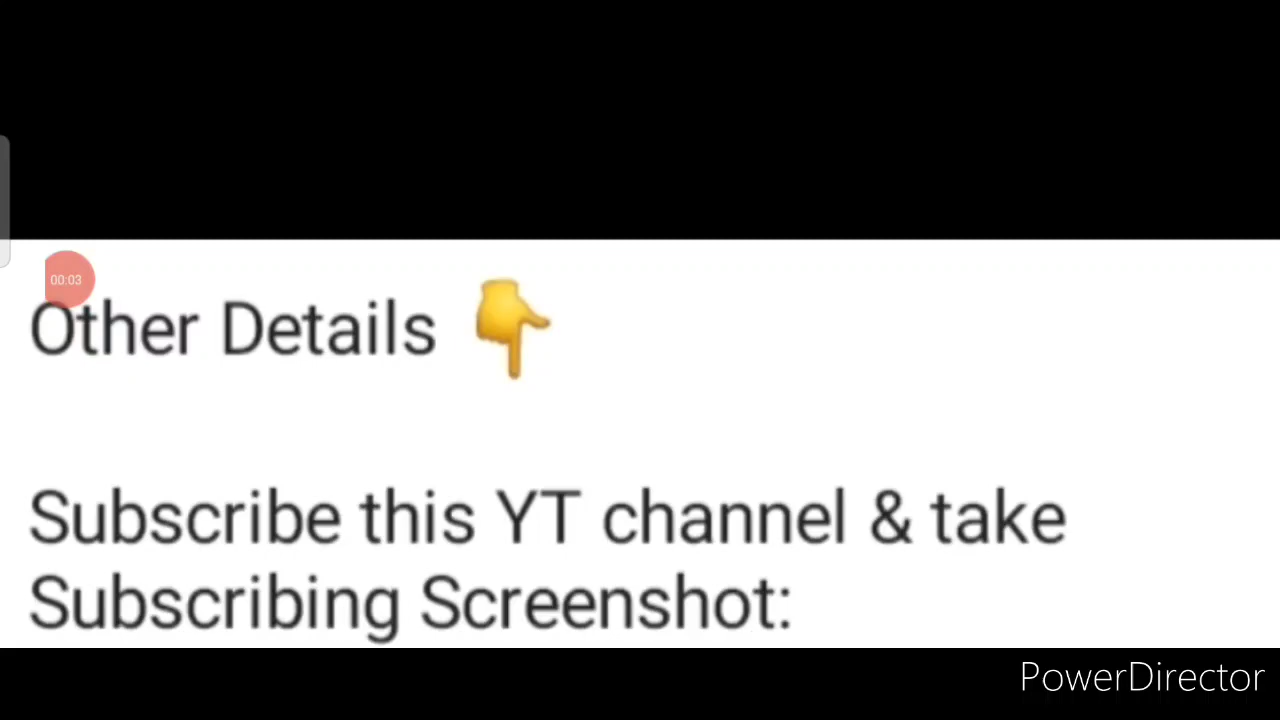 00:03
Other Details 👇
Subscribe this YT channel & take
Subscribing Screenshot:
PowerDirector